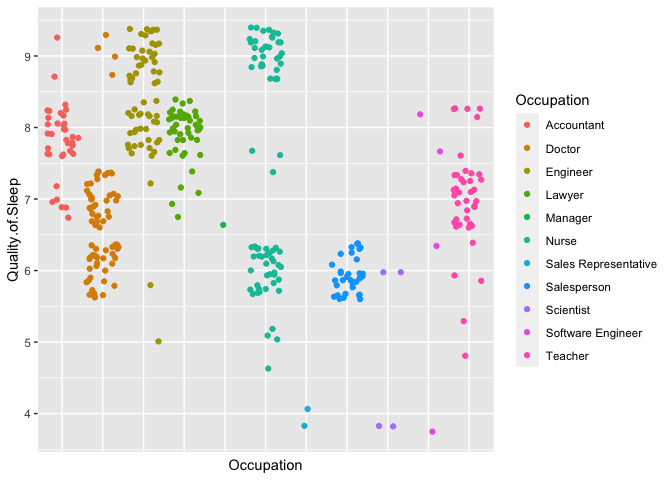 Quality.of.Sleep
9
8
7
6
5
4
Occupation
Occupation
Accountant
Doctor
Engineer
Lawyer
Manager
Nurse
Sales Representative
Salesperson
Scientist
Software Engineer
Teacher